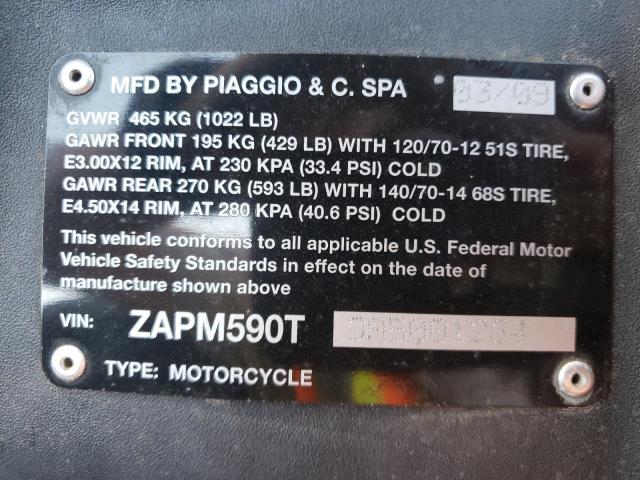 MFD BY PIAGGIO & C. SPA 03/09
GVWR 465 KG (1022 LB)
GAWR FRONT 195 KG (429 LB) WITH 120/70-12 51S TIRE,
E3.00X12 RIM, AT 230 KPA (33.4 PSI) COLD
GAWR REAR 270 KG (593 LB) WITH 140/70-14 68S TIRE,
E4.50X14 RIM, AT 280 KPA (40.6 PSI) COLD
This vehicle conforms to all applicable U.S. Federal Motor
Vehicle Safety Standards in effect on the date of
manufacture shown above
VIN: ZAPM590T
TYPE: MOTORCYCLE